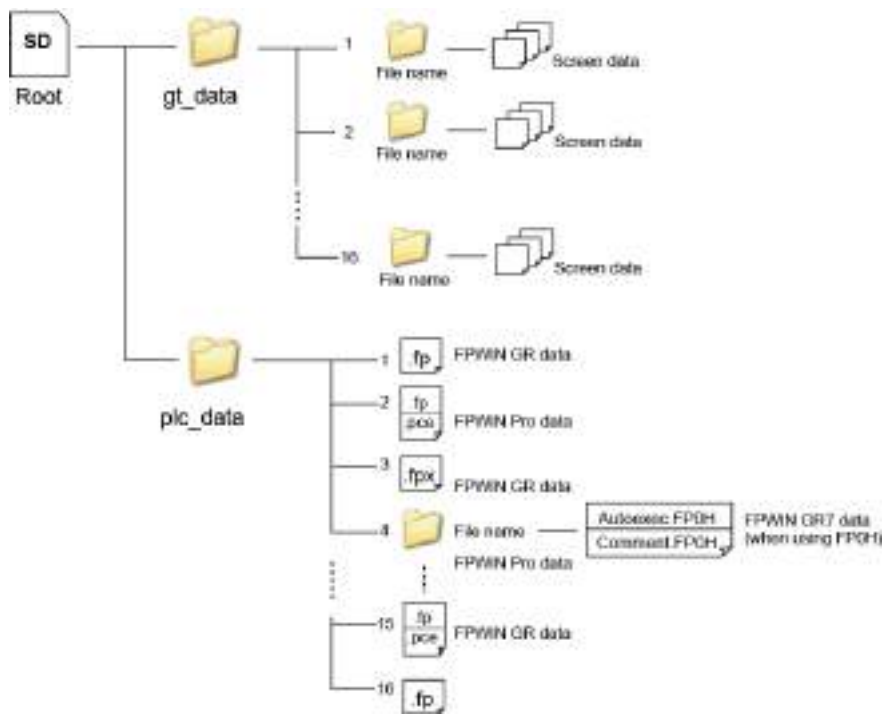 SD
Root
gt_data
1
File name
Screen data
2
File name
Screen data
16
File name
Screen data
plc_data
1
.fp
FPWIN GR data
2
fp
.pce
FPWIN Pro data
3
.fpx
FPWIN GR data
4
File name
Autoexec.FP0H
Comment.FP0H
FPWIN GR7 data
(when using FP0H)
FPWIN Pro data
15
.fp
.pce
FPWIN GR data
16
.fp